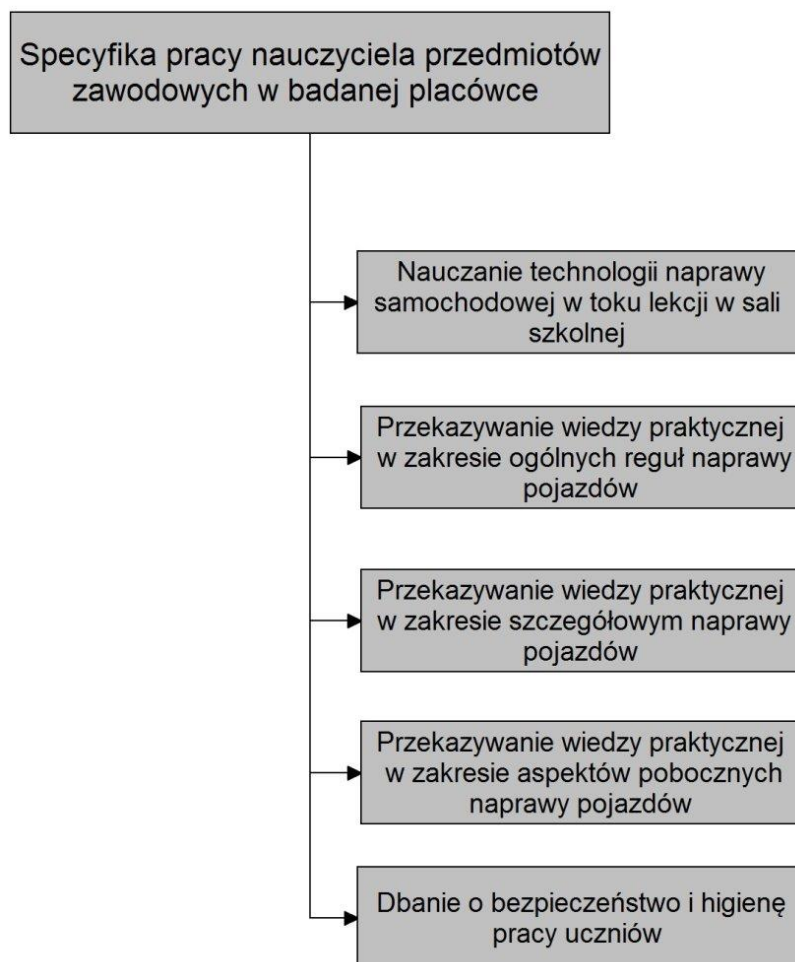 Specyfika pracy nauczyciela przedmiotów
zawodowych w badanej placówce
Nauczanie technologii naprawy
samochodowej w toku lekcji w sali
szkolnej
Przekazywanie wiedzy praktycznej
w zakresie ogólnych reguł naprawy
pojazdów
Przekazywanie wiedzy praktycznej
w zakresie szczegółowym naprawy
pojazdów
Przekazywanie wiedzy praktycznej
w zakresie aspektów pobocznych
naprawy pojazdów
Dbanie o bezpieczeństwo i higienę
pracy uczniów